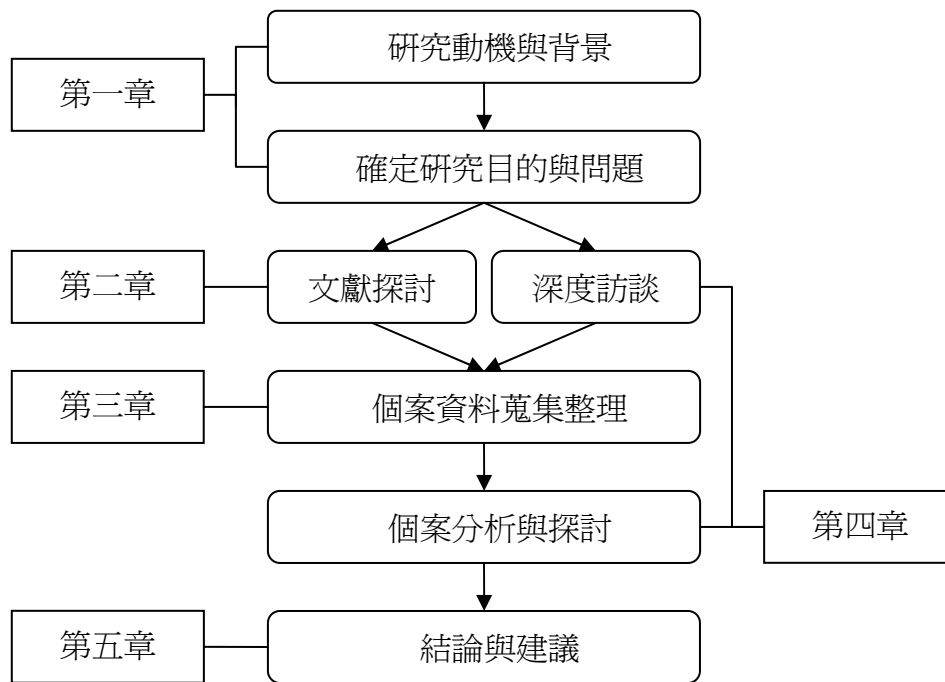 研究動機與背景
第一章
確定研究目的與問題
第二章
文獻探討
深度訪談
第三章
個案資料蒐集整理
個案分析與探討
第四章
第五章
結論與建議